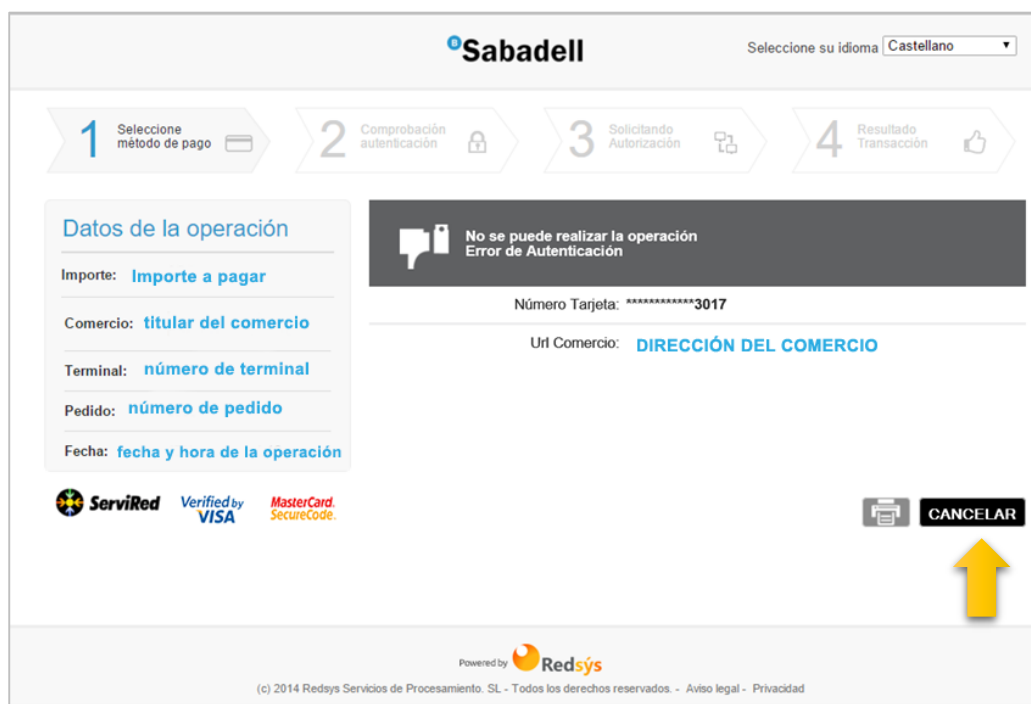 BSabadell
Seleccione su idioma Castellano
1 Seleccione método de pago
2 Comprobación autenticación
3 Solicitando Autorización
4 Resultado Transacción
Datos de la operación
Importe: Importe a pagar
Comercio: titular del comercio
Terminal: número de terminal
Pedido: número de pedido
Fecha: fecha y hora de la operación
No se puede realizar la operación
Error de Autenticación
Número Tarjeta: ************3017
Url Comercio: DIRECCIÓN DEL COMERCIO
ServiRed Verified by VISA MasterCard. SecureCode.
CANCELAR
Powered by Redsýs
(c) 2014 Redsys Servicios de Procesamiento. SL - Todos los derechos reservados. - Aviso legal - Privacidad